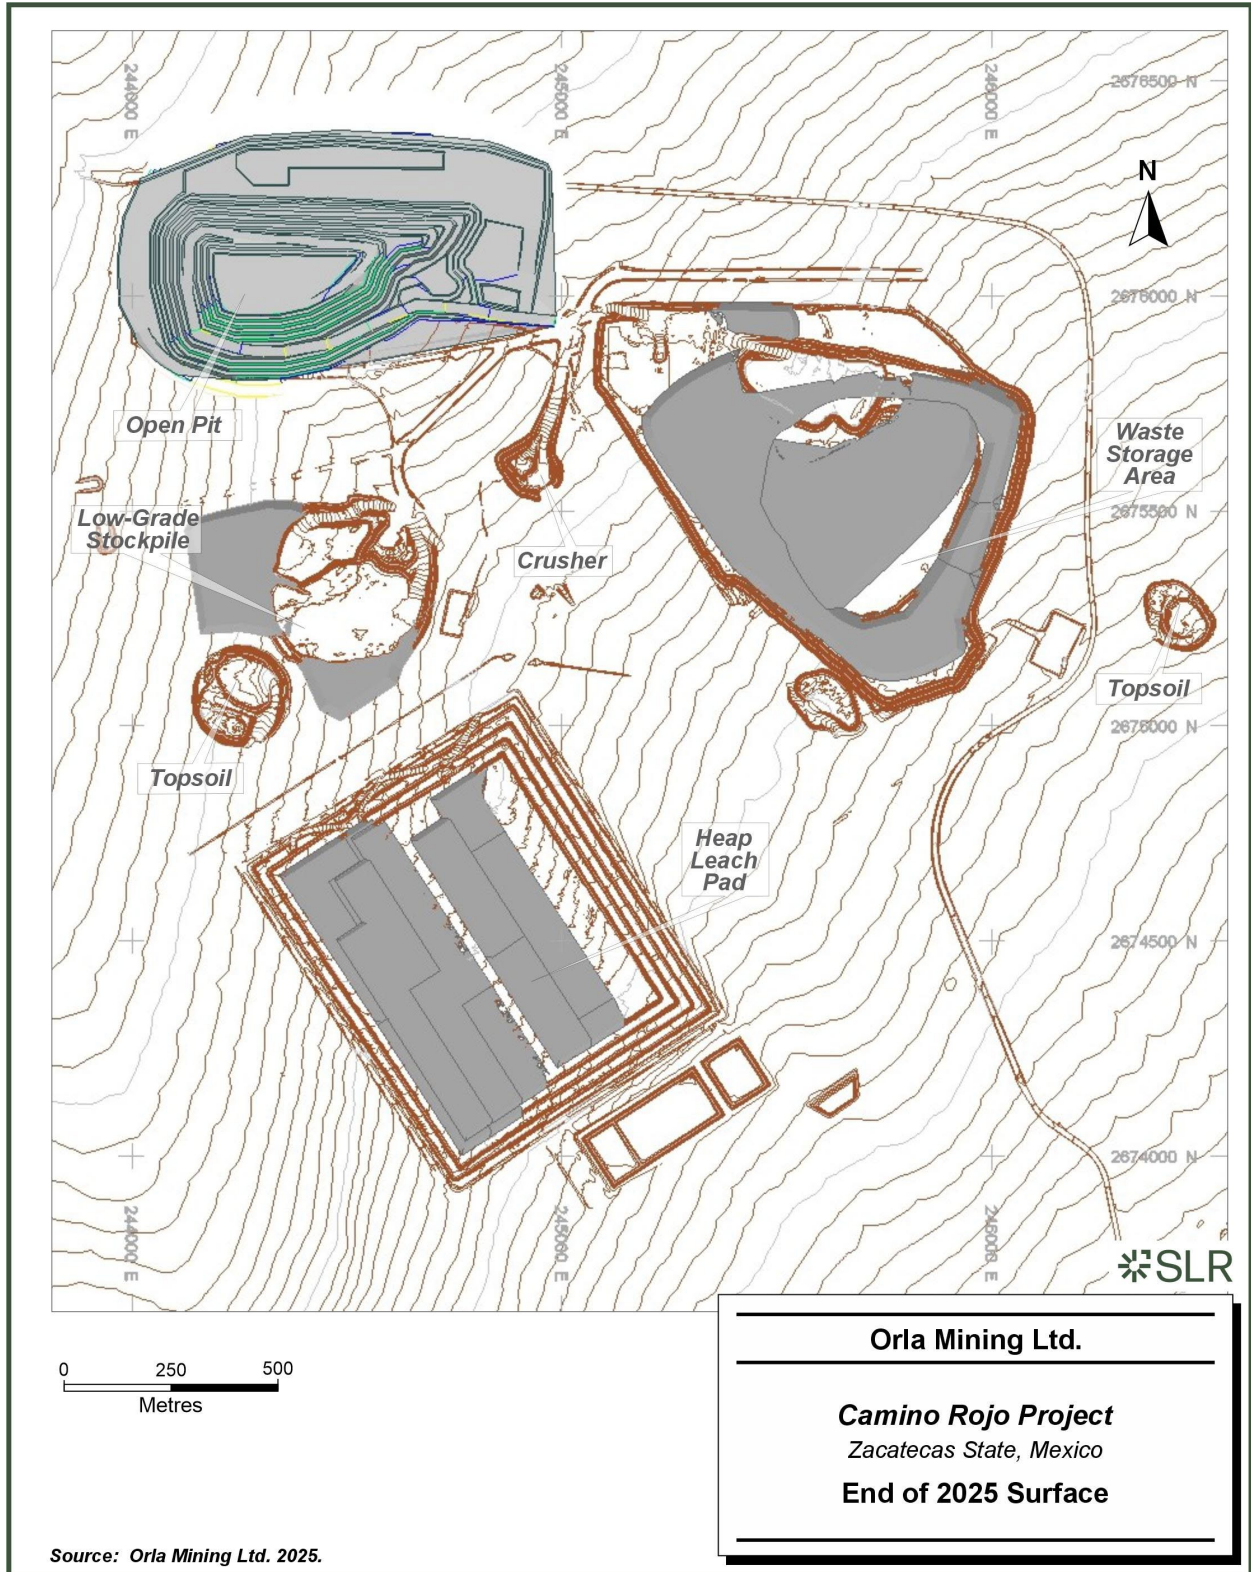 244000 E
245000 E
246000 E
2676500 N
N
2676000 N
Open Pit
Waste
Storage
Area
Low-Grade
Stockpile
2675500 N
Crusher
Topsoil
2675000 N
Topsoil
Heap
Leach
Pad
2674500 N
2674000 N
244000 E
245000 E
246000 E
SLR
Orla Mining Ltd.
0 250 500
Metres
Camino Rojo Project
Zacatecas State, Mexico
End of 2025 Surface
Source: Orla Mining Ltd. 2025.